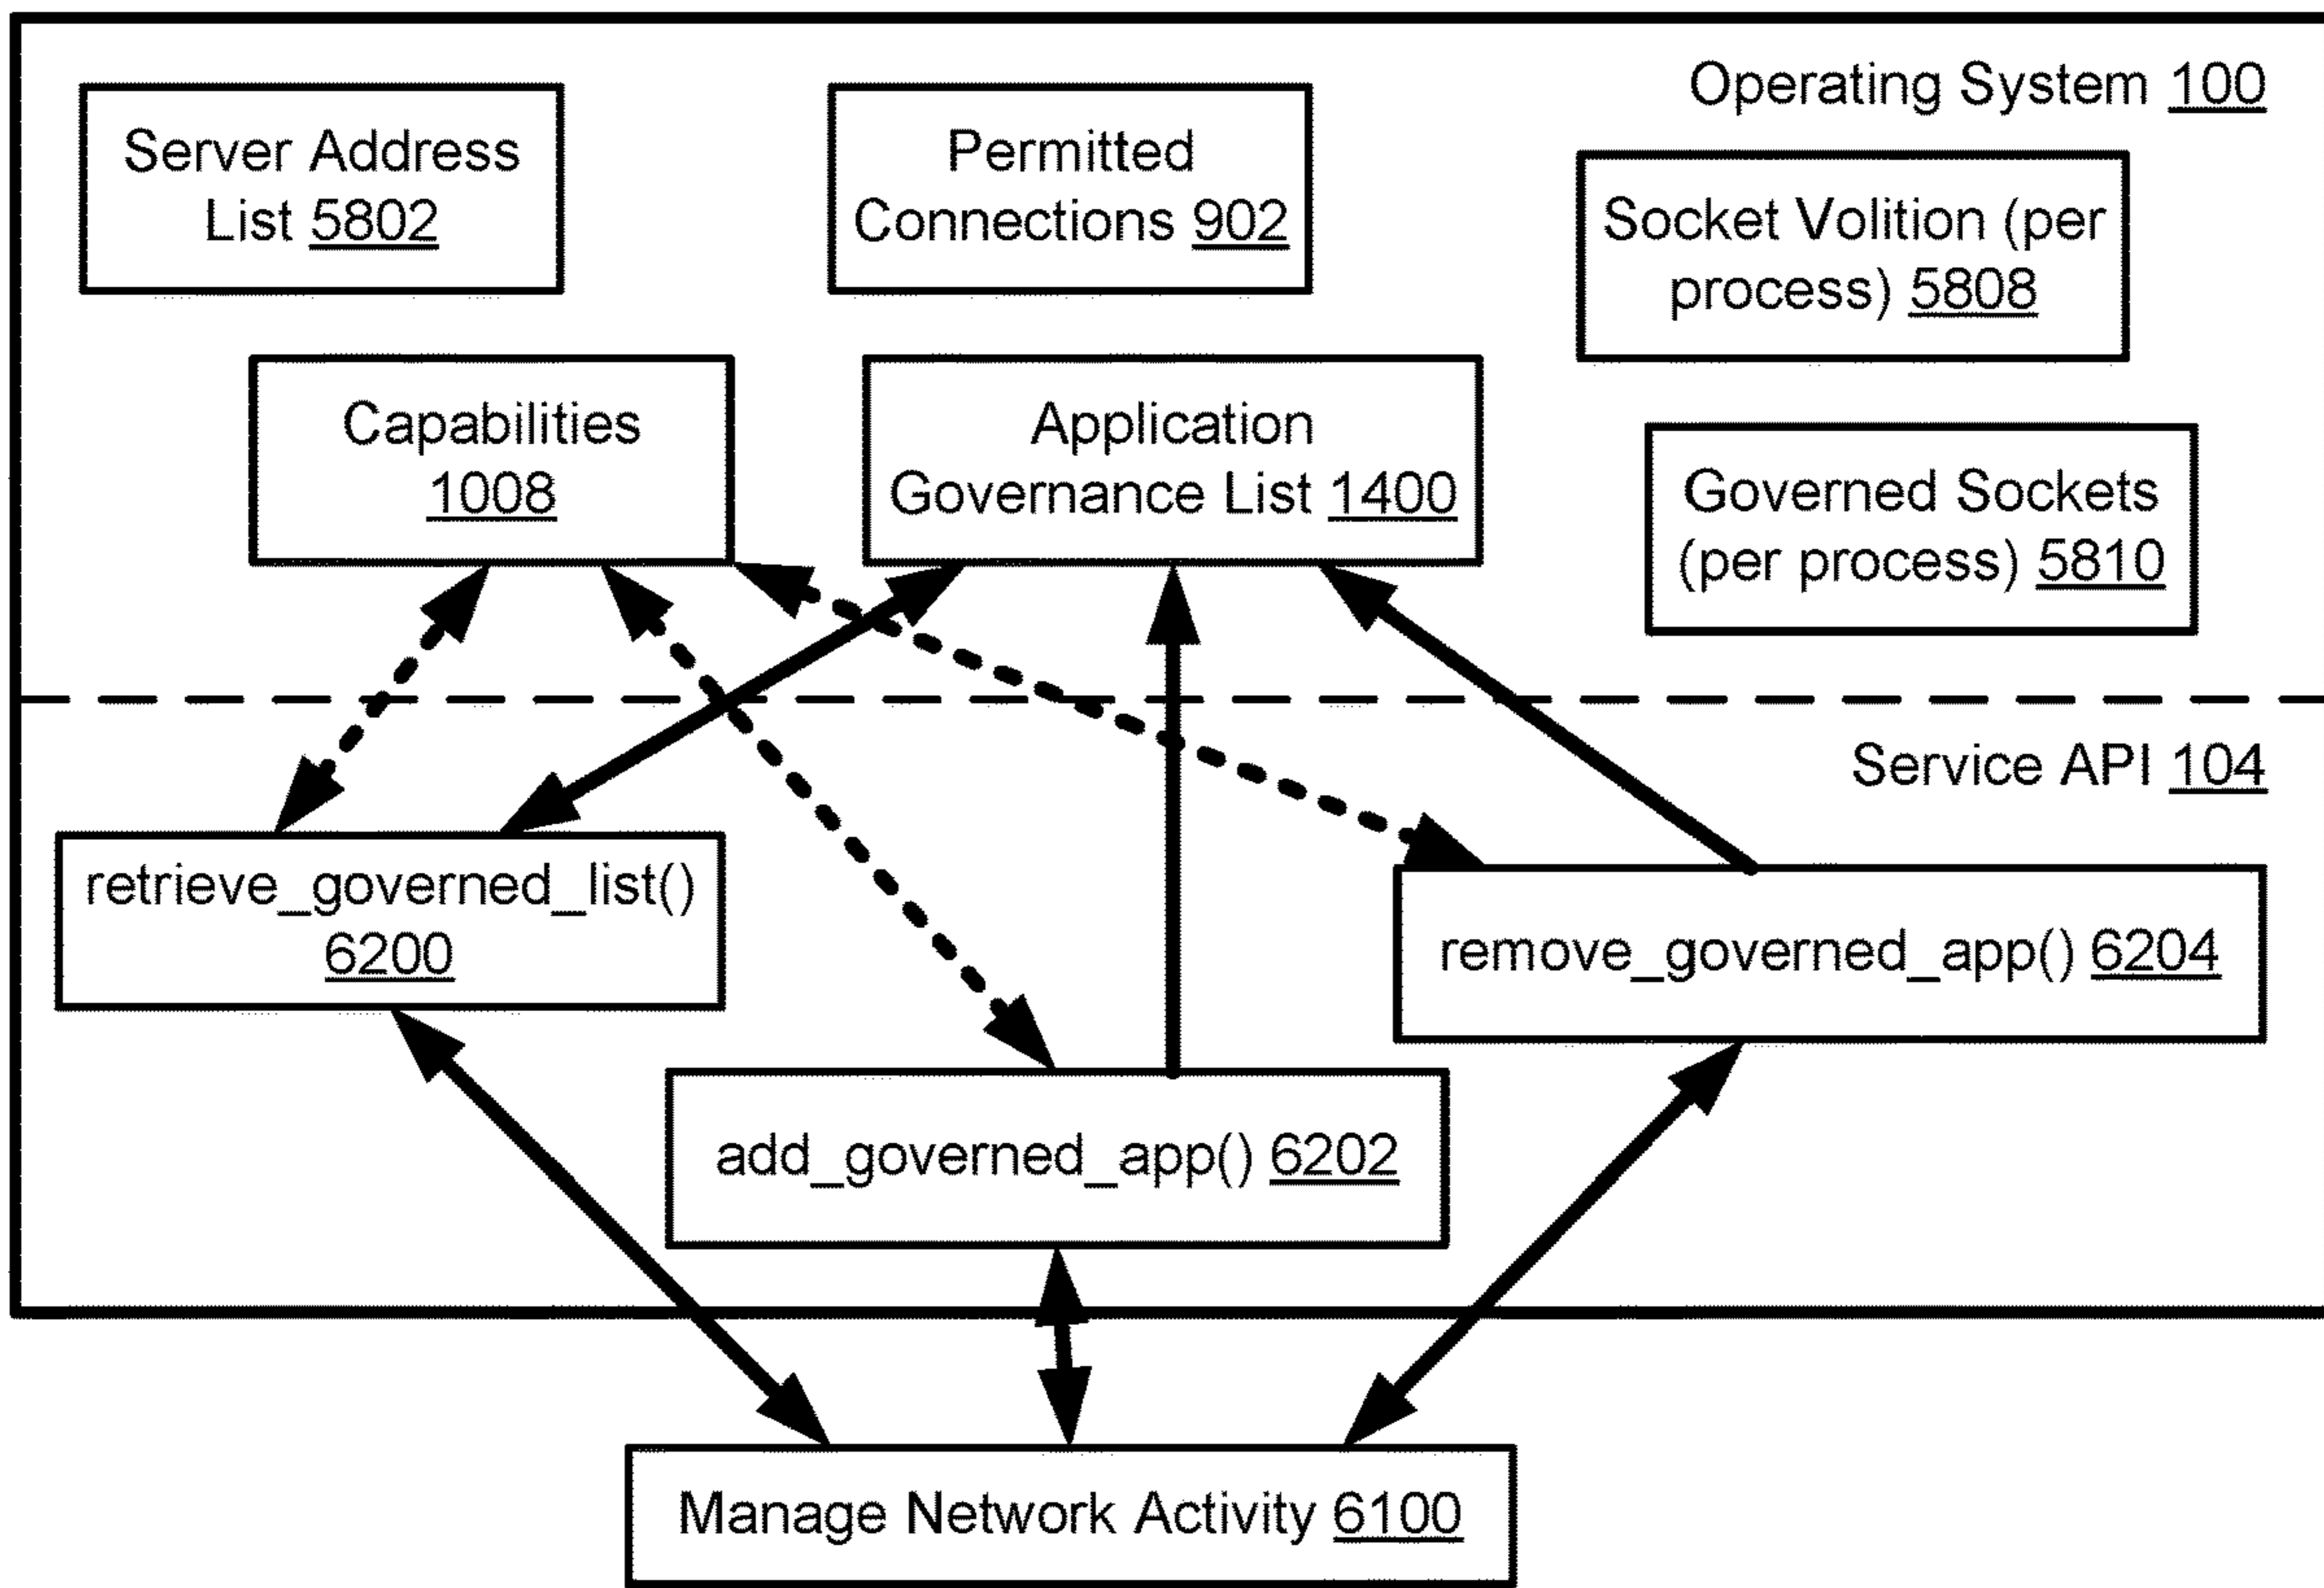 Operating System 100
Server Address
List 5802
Permitted
Connections 902
Socket Volition (per
process) 5808
Capabilities
1008
Application
Governance List 1400
Governed Sockets
(per process) 5810
Service API 104
retrieve_governed_list()
6200
remove_governed_app() 6204
add_governed_app() 6202
Manage Network Activity 6100